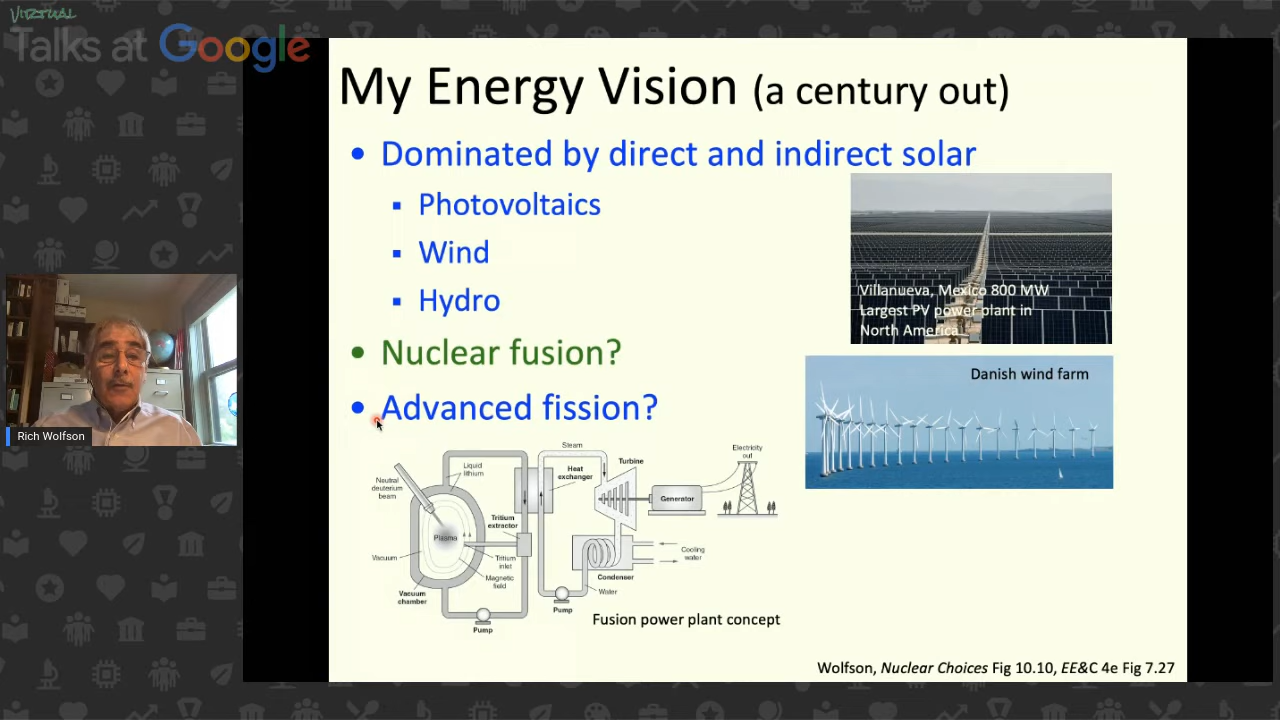 VIRTUAL
Talks at Google
My Energy Vision (a century out)
• Dominated by direct and indirect solar
▪ Photovoltaics
▪ Wind
▪ Hydro
• Nuclear fusion?
• Advanced fission?
Villanueva, Mexico 800 MW
Largest PV power plant in
North America
Danish wind farm
Rich Wolfson
Steam
Electricity
out
Liquid
lithium
Heat
exchanger
Turbine
Neutral
deuterium
beam
Generator
Tritium
extractor
Plasma
Vacuum
Tritium
inlet
Magnetic
field
Cooling
water
Condenser
Water
Vacuum
chamber
Pump
Pump
Fusion power plant concept
Wolfson, Nuclear Choices Fig 10.10, EE&C 4e Fig 7.27